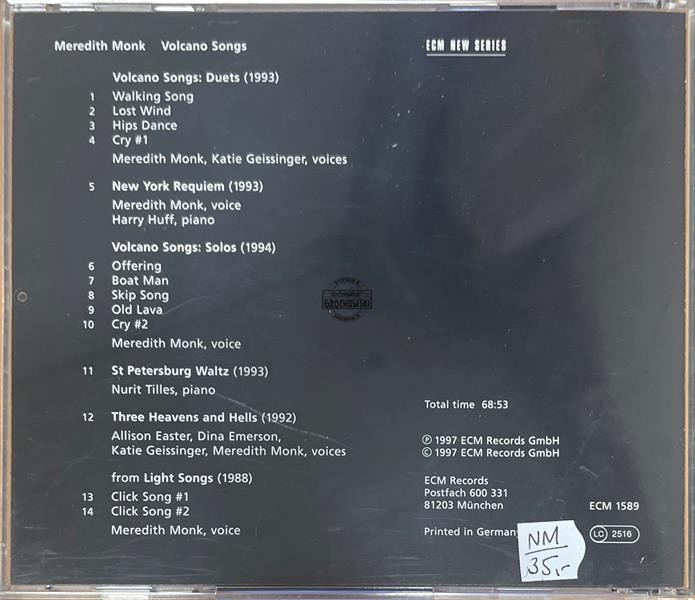 Meredith Monk Volcano Songs
ECM NEW SERIES
Volcano Songs: Duets (1993)
1 Walking Song
2 Lost Wind
3 Hips Dance
4 Cry #1
Meredith Monk, Katie Geissinger, voices
5 New York Requiem (1993)
Meredith Monk, voice
Harry Huff, piano
Volcano Songs: Solos (1994)
6 Offering
7 Boat Man
8 Skip Song
9 Old Lava
10 Cry #2
Meredith Monk, voice
11 St Petersburg Waltz (1993)
Nurit Tilles, piano
12 Three Heavens and Hells (1992)
Allison Easter, Dina Emerson,
Katie Geissinger, Meredith Monk, voices
from Light Songs (1988)
13 Click Song #1
14 Click Song #2
Meredith Monk, voice
GROCHOWSKI
Total time 68:53
℗ 1997 ECM Records GmbH
© 1997 ECM Records GmbH
ECM Records
Postfach 600 331
81203 München
ECM 1589
Printed in Germany
LC 2516
NM
35,-